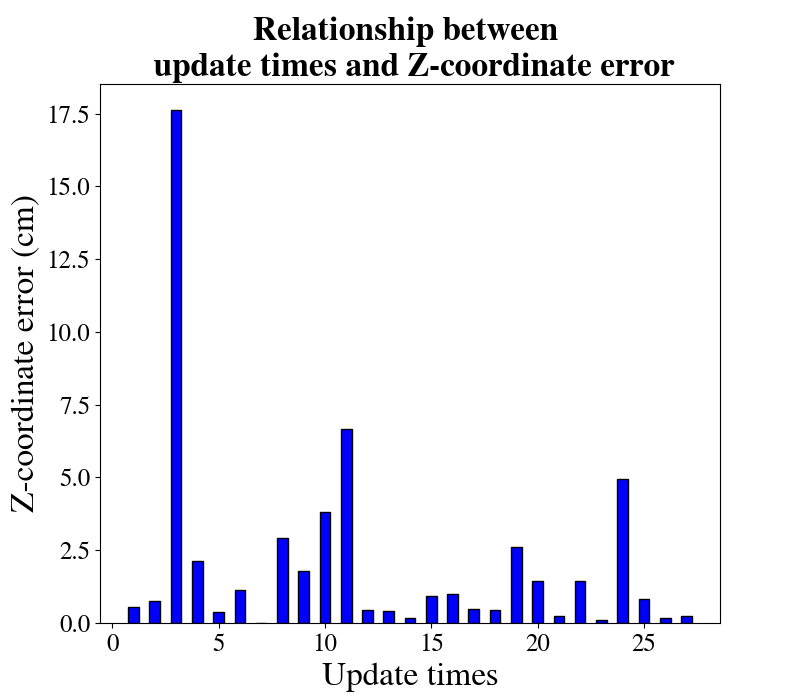 Relationship between
update times and Z-coordinate error
Z-coordinate error (cm)
17.5
15.0
12.5
10.0
7.5
5.0
2.5
0.0
0 5 10 15 20 25
Update times